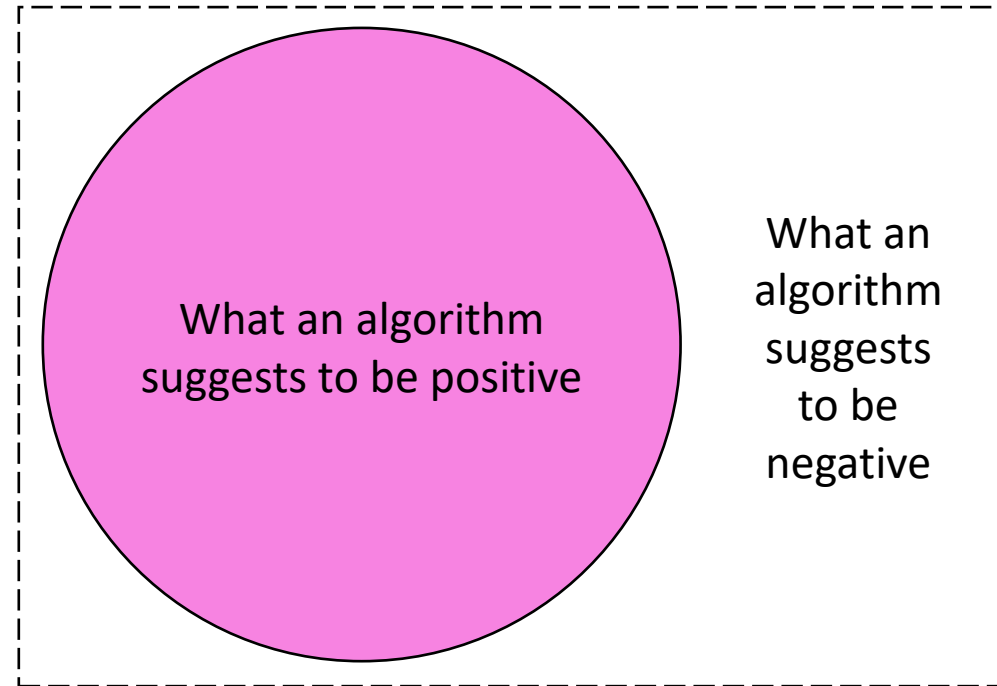 What an algorithm
suggests to be positive
What an
algorithm
suggests
to be
negative